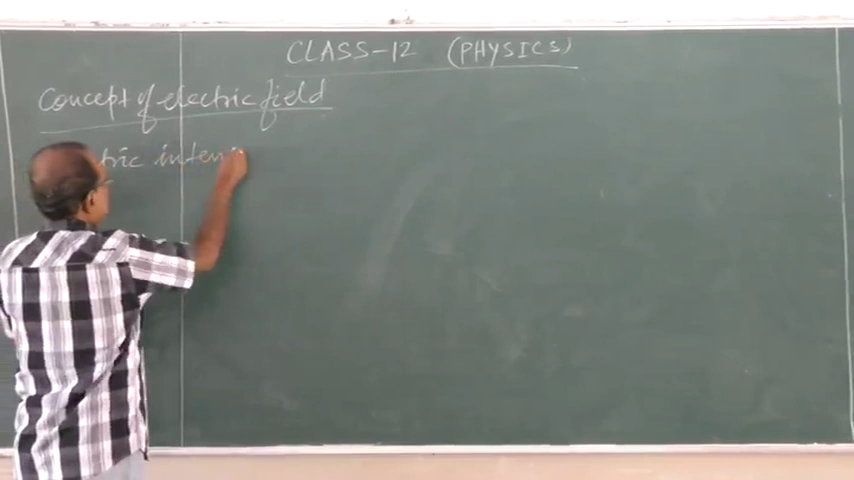 CLASS-12 (PHYSICS)
Concept of electric field
tric inten